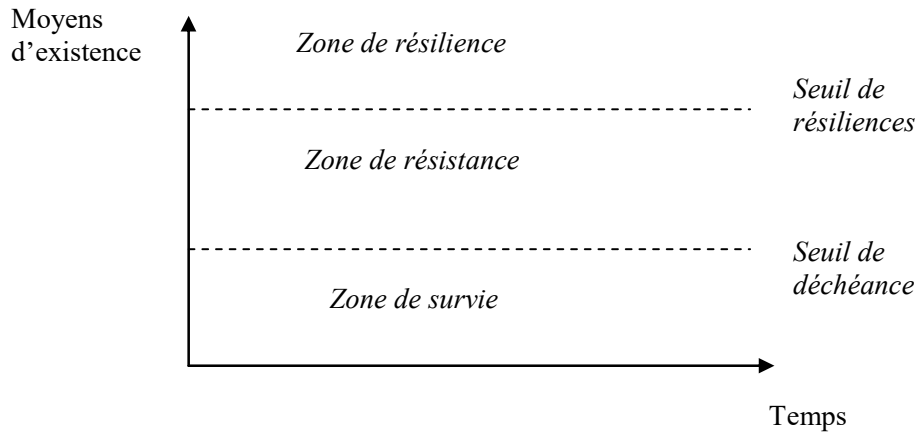 Moyens
d’existence
Zone de résilience
Seuil de
résiliences
Zone de résistance
Seuil de
déchéance
Zone de survie
Temps